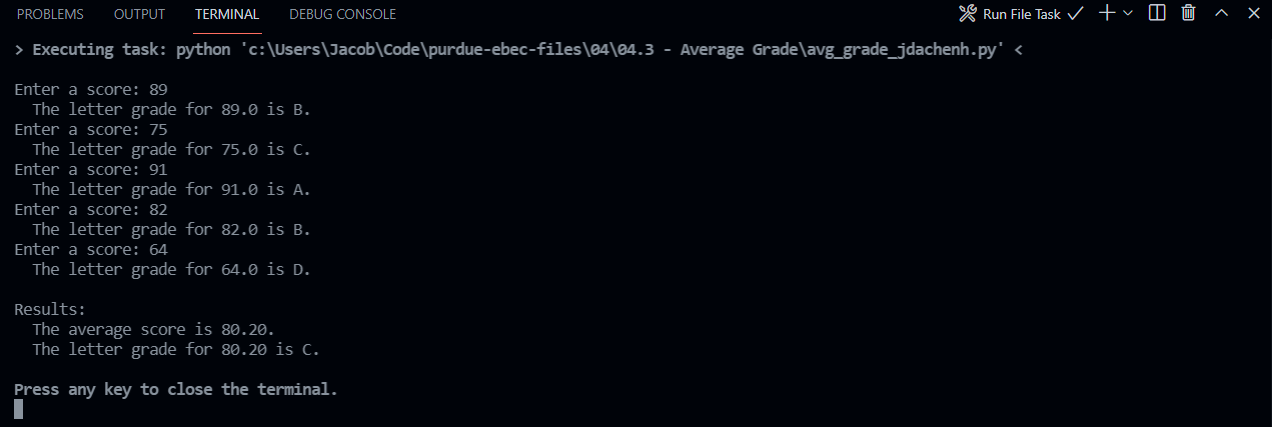 PROBLEMS OUTPUT TERMINAL DEBUG CONSOLE Run File Task
> Executing task: python 'c:\Users\Jacob\Code\purdue-ebec-files\04\04.3 - Average Grade\avg_grade_jdachenh.py' <
Enter a score: 89
The letter grade for 89.0 is B.
Enter a score: 75
The letter grade for 75.0 is C.
Enter a score: 91
The letter grade for 91.0 is A.
Enter a score: 82
The letter grade for 82.0 is B.
Enter a score: 64
The letter grade for 64.0 is D.
Results:
The average score is 80.20.
The letter grade for 80.20 is C.
Press any key to close the terminal.